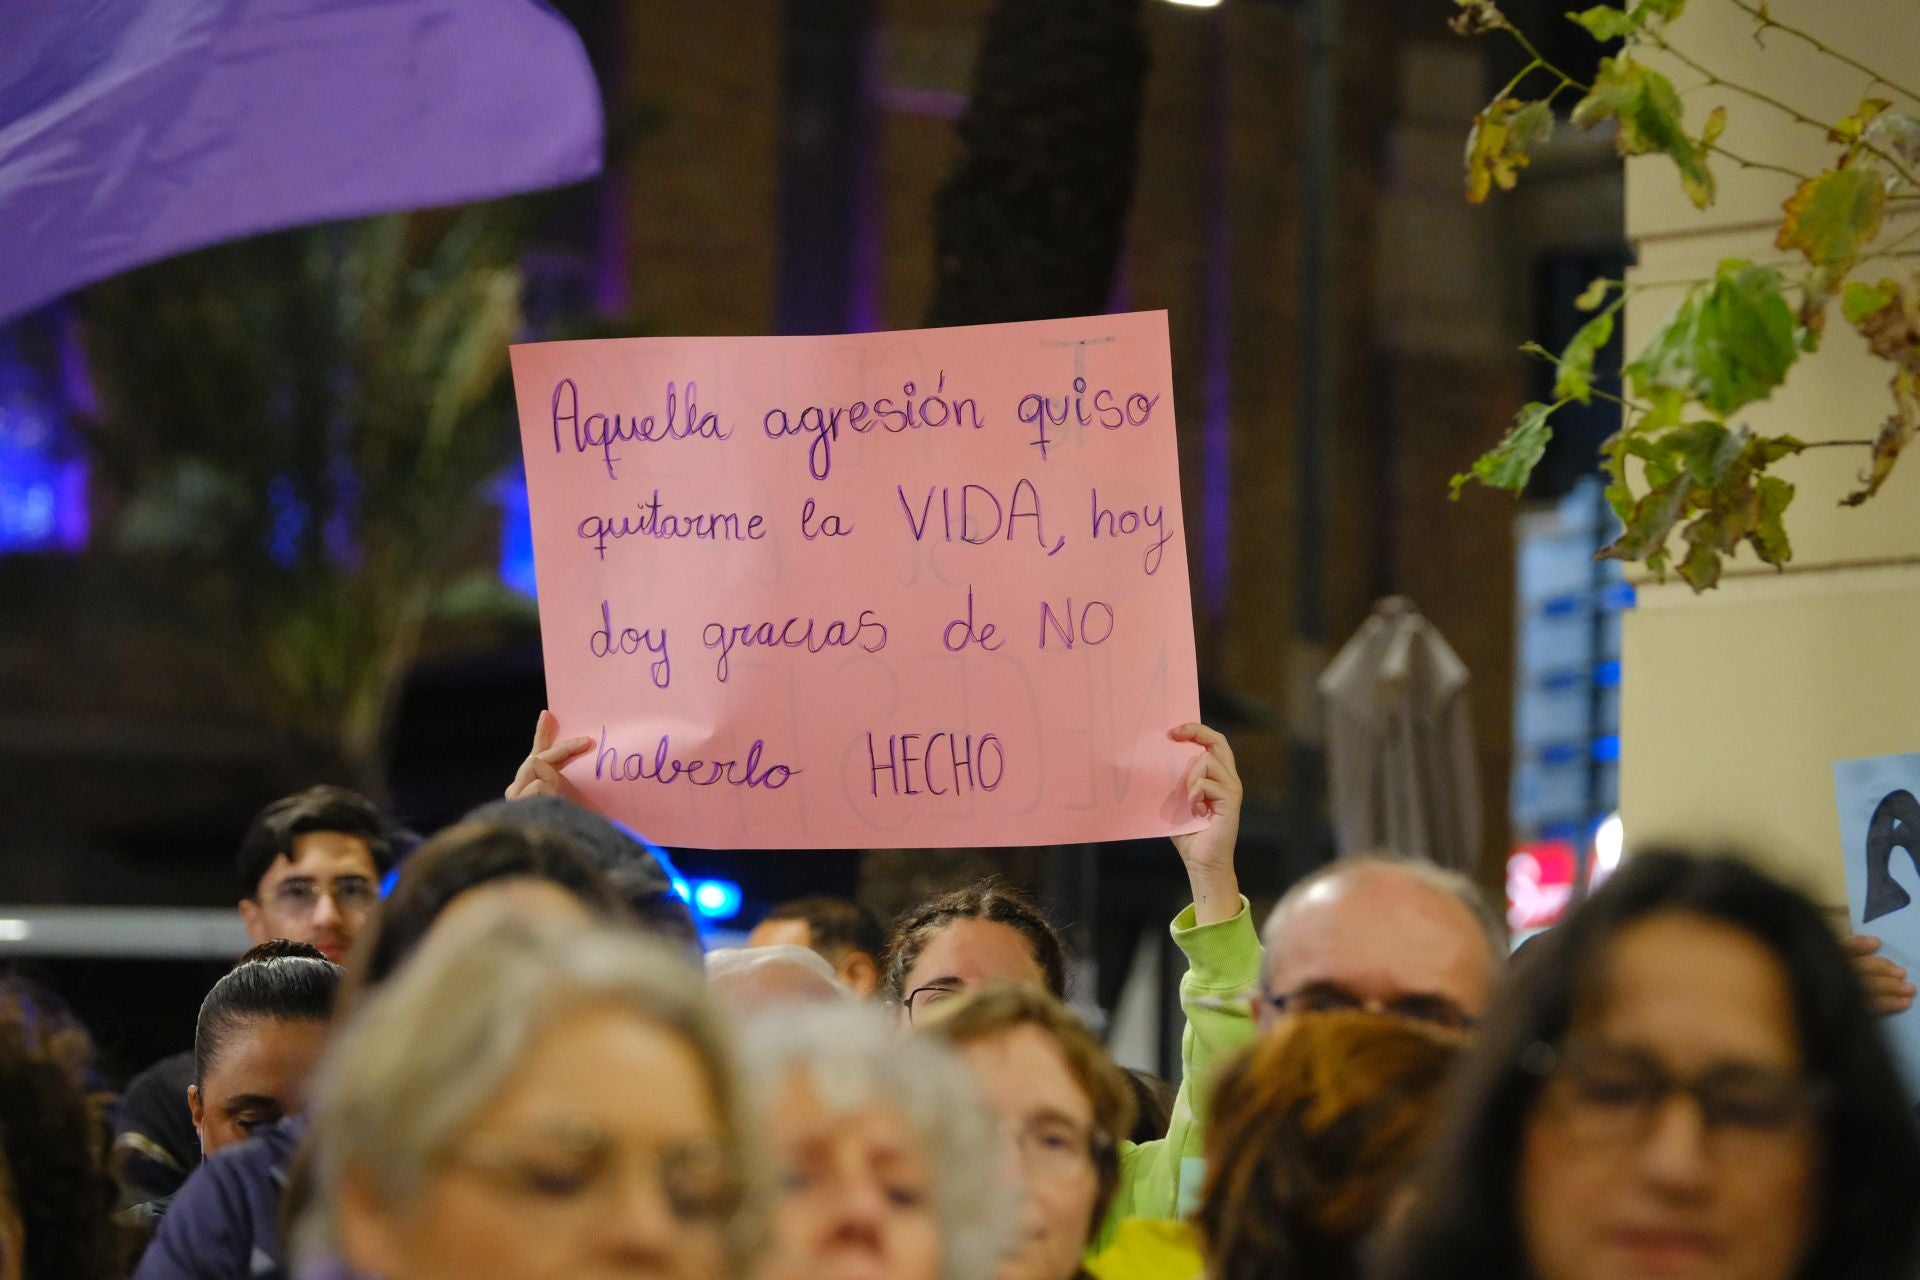 Aquella agresión quiso
quitarme la VIDA, hoy
doy gracias de NO
haberlo HECHO